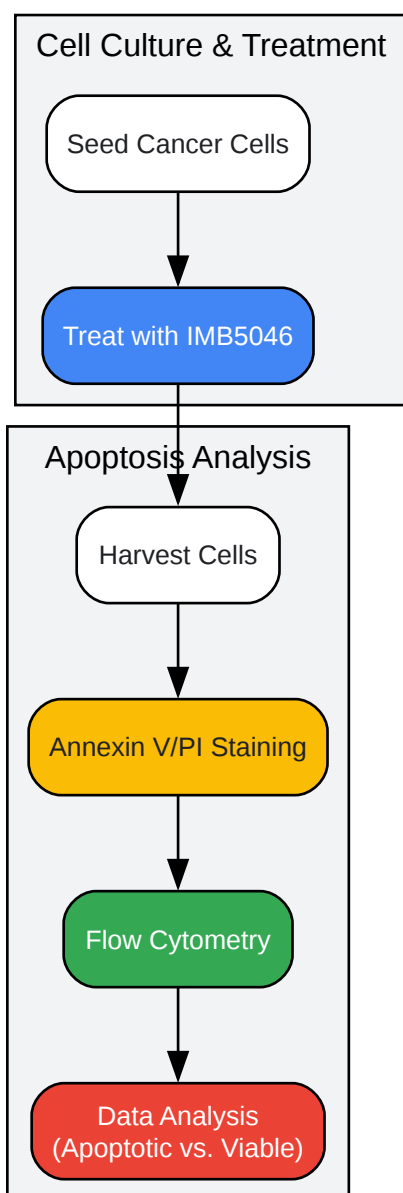 Cell Culture & Treatment
Seed Cancer Cells
Treat with IMB5046
Apoptosis Analysis
Harvest Cells
Annexin V/PI Staining
Flow Cytometry
Data Analysis
(Apoptotic vs. Viable)